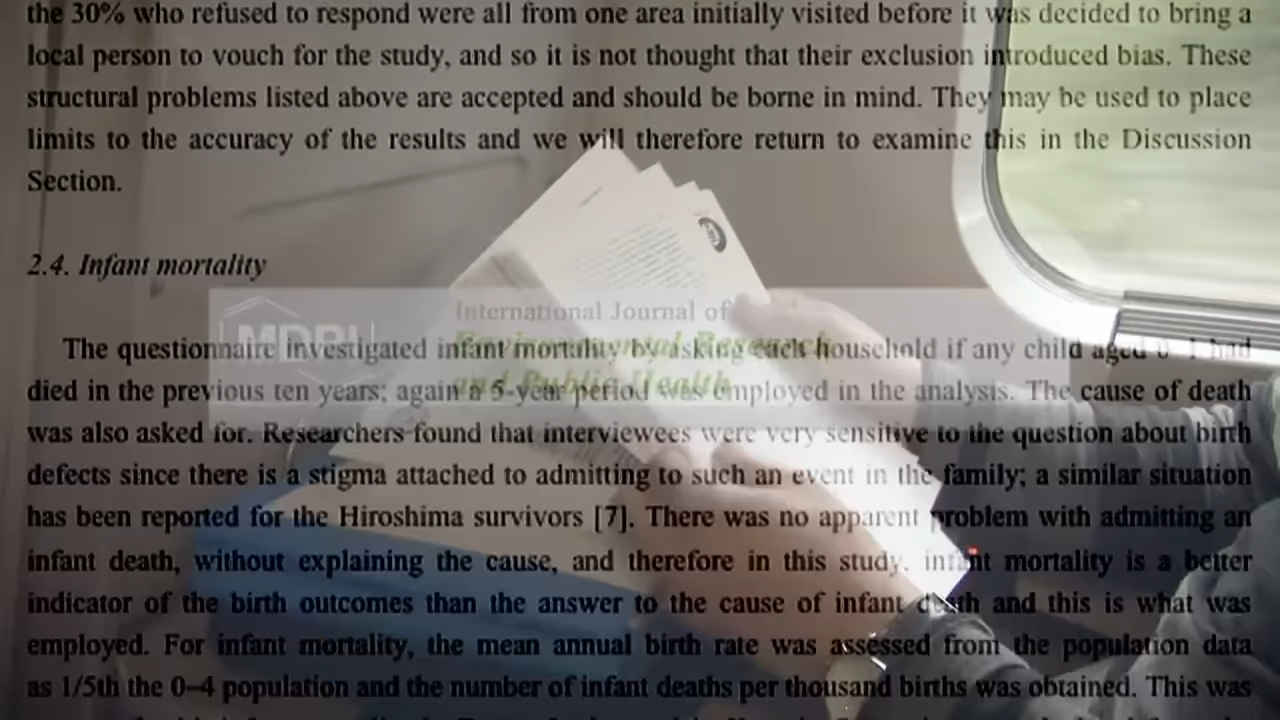 the 30% who refused to respond were all from one area initially visited before it was decided to bring a
local person to vouch for the study, and so it is not thought that their exclusion introduced bias. These
structural problems listed above are accepted and should be borne in mind. They may be used to place
limits to the accuracy of the results and we will therefore return to examine this in the Discussion
Section.
2.4. Infant mortality
MDPI
International Journal of
Environmental Research
and Public Health
The questionnaire investigated infant mortality by asking each household if any child aged 0–1 had
died in the previous ten years; again a 5-year period was employed in the analysis. The cause of death
was also asked for. Researchers found that interviewees were very sensitive to the question about birth
defects since there is a stigma attached to admitting to such an event in the family; a similar situation
has been reported for the Hiroshima survivors [7]. There was no apparent problem with admitting an
infant death, without explaining the cause, and therefore in this study, infant mortality is a better
indicator of the birth outcomes than the answer to the cause of infant death and this is what was
employed. For infant mortality, the mean annual birth rate was assessed from the population data
as 1/5th the 0–4 population and the number of infant deaths per thousand births was obtained. This was